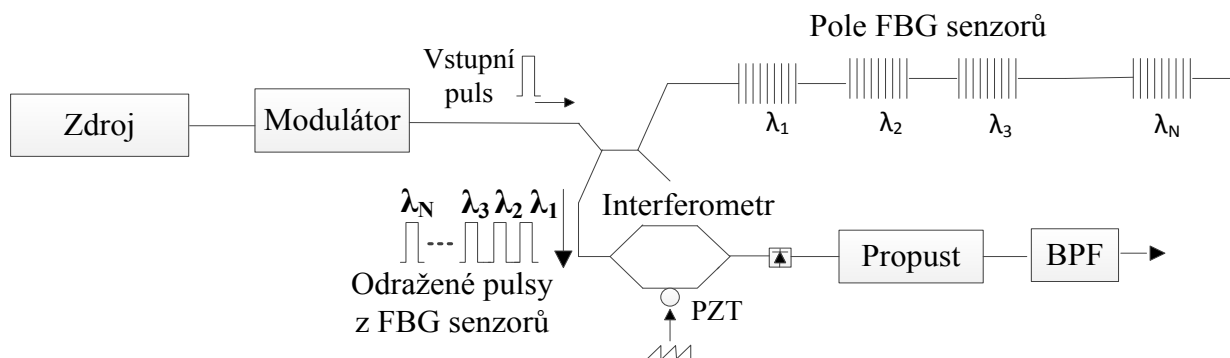 Pole FBG senzorů
Vstupní
puls
Zdroj
Modulátor
λ1
λ2
λ3
λN
λN
λ3
λ2
λ1
Interferometr
Propust
BPF
Odražené pulsy
z FBG senzorů
PZT